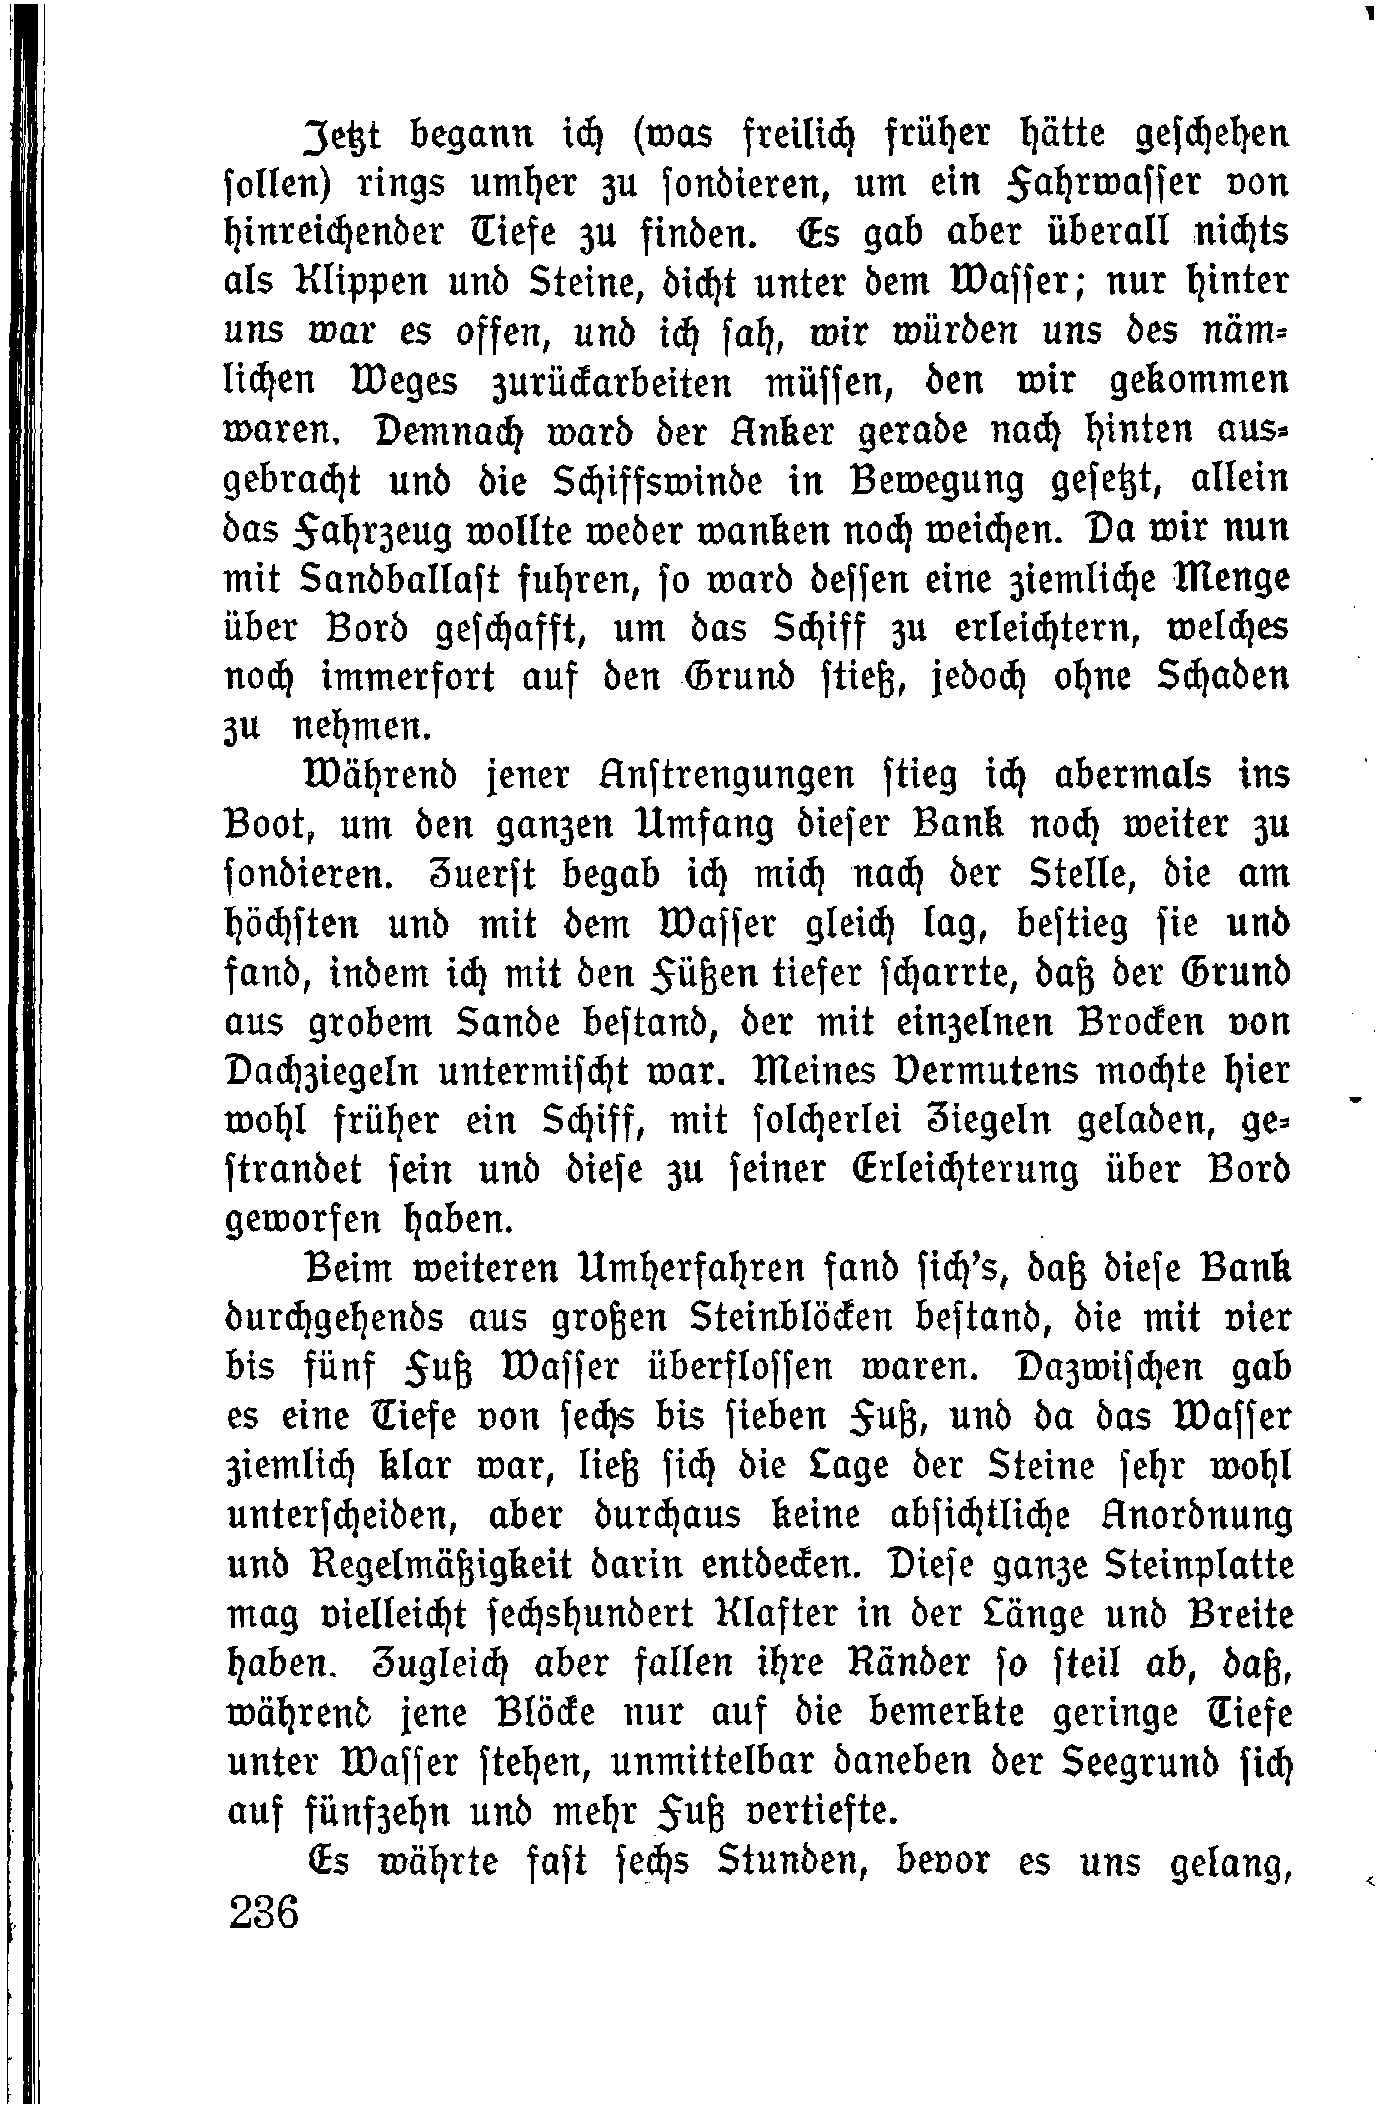 Jetzt begann ich (was freilich früher hätte geschehen
sollen) rings umher zu sondieren, um ein Fahrwasser von
hinreichender Tiefe zu finden. Es gab aber überall nichts
als Klippen und Steine, dicht unter dem Wasser; nur hinter
uns war es offen, und ich sah, wir würden uns des näm-
lichen Weges zurückarbeiten müssen, den wir gekommen
waren. Demnach ward der Anker gerade nach hinten aus-
gebracht und die Schiffswinde in Bewegung gesetzt, allein
das Fahrzeug wollte weder wanken noch weichen. Da wir nun
mit Sandballast fuhren, so ward dessen eine ziemliche Menge
über Bord geschafft, um das Schiff zu erleichtern, welches
noch immerfort auf den Grund stieß, jedoch ohne Schaden
zu nehmen.
Während jener Anstrengungen stieg ich abermals ins
Boot, um den ganzen Umfang dieser Bank noch weiter zu
sondieren. Zuerst begab ich mich nach der Stelle, die am
höchsten und mit dem Wasser gleich lag, bestieg sie und
fand, indem ich mit den Füßen tiefer scharrte, daß der Grund
aus grobem Sande bestand, der mit einzelnen Brocken von
Dachziegeln untermischt war. Meines Vermutens mochte hier
wohl früher ein Schiff, mit solcherlei Ziegeln geladen, ge-
strandet sein und diese zu seiner Erleichterung über Bord
geworfen haben.
Beim weiteren Umherfahren fand sich's, daß diese Bank
durchgehends aus großen Steinblöcken bestand, die mit vier
bis fünf Fuß Wasser überflossen waren. Dazwischen gab
es eine Tiefe von sechs bis sieben Fuß, und da das Wasser
ziemlich klar war, ließ sich die Lage der Steine sehr wohl
unterscheiden, aber durchaus keine absichtliche Anordnung
und Regelmäßigkeit darin entdecken. Diese ganze Steinplatte
mag vielleicht sechshundert Klafter in der Länge und Breite
haben. Zugleich aber fallen ihre Ränder so steil ab, daß,
während jene Blöcke nur auf die bemerkte geringe Tiefe
unter Wasser stehen, unmittelbar daneben der Seegrund sich
auf fünfzehn und mehr Fuß vertiefte.
Es währte fast sechs Stunden, bevor es uns gelang,
236